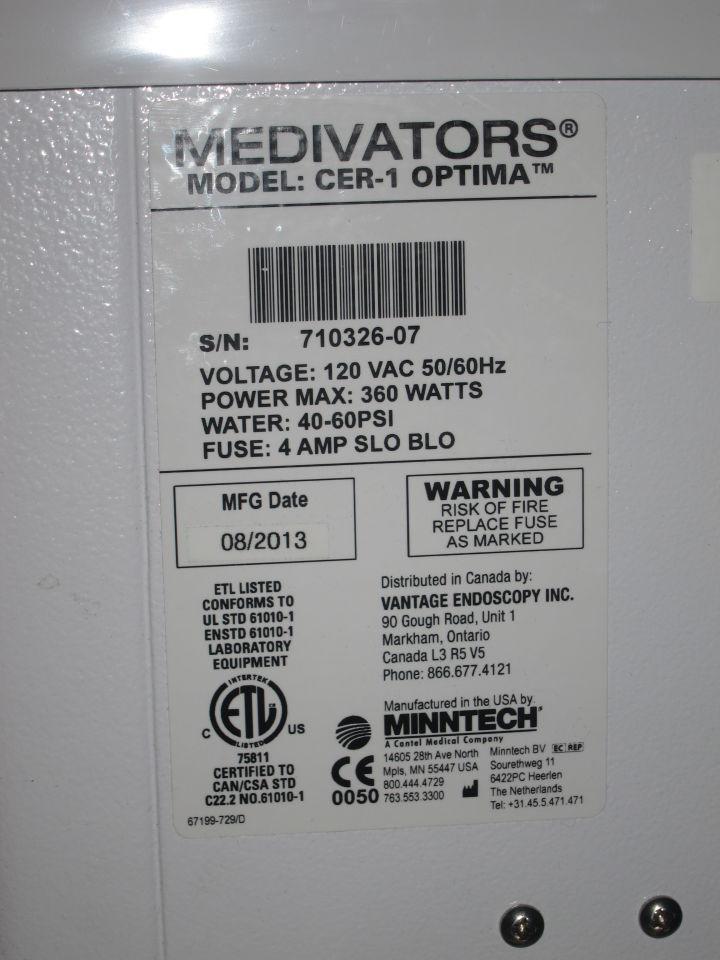 MEDIVATORS®
MODEL: CER-1 OPTIMA™
S/N: 710326-07
VOLTAGE: 120 VAC 50/60Hz
POWER MAX: 360 WATTS
WATER: 40-60PSI
FUSE: 4 AMP SLO BLO
MFG Date
08/2013
WARNING
RISK OF FIRE
REPLACE FUSE
AS MARKED
ETL LISTED
CONFORMS TO
UL STD 61010-1
ENSTD 61010-1
LABORATORY
EQUIPMENT
INTERTEK
C ETL US
LISTED
75811
CERTIFIED TO
CAN/CSA STD
C22.2 NO.61010-1
67199-729/D
Distributed in Canada by:
VANTAGE ENDOSCOPY INC.
90 Gough Road, Unit 1
Markham, Ontario
Canada L3 R5 V5
Phone: 866.677.4121
Manufactured in the USA by:
MINNTECH®
A Cantel Medical Company
14605 28th Ave North
Mpls, MN 55447 USA
800.444.4729
763.553.3300
CE
0050
Minntech BV EC REP
Sourethweg 11
6422PC Heerlen
The Netherlands
Tel: +31.45.5.471.471